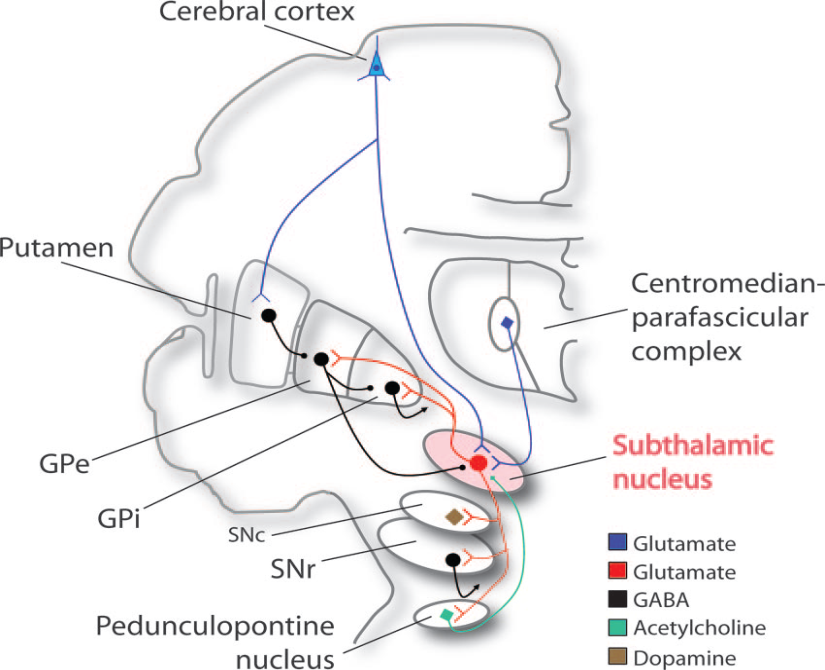 Cerebral cortex
Putamen
Centromedian-
parafascicular
complex
GPe
Subthalamic
nucleus
GPi
SNc
SNr
Glutamate
Glutamate
GABA
Acetylcholine
Dopamine
Pedunculopontine
nucleus